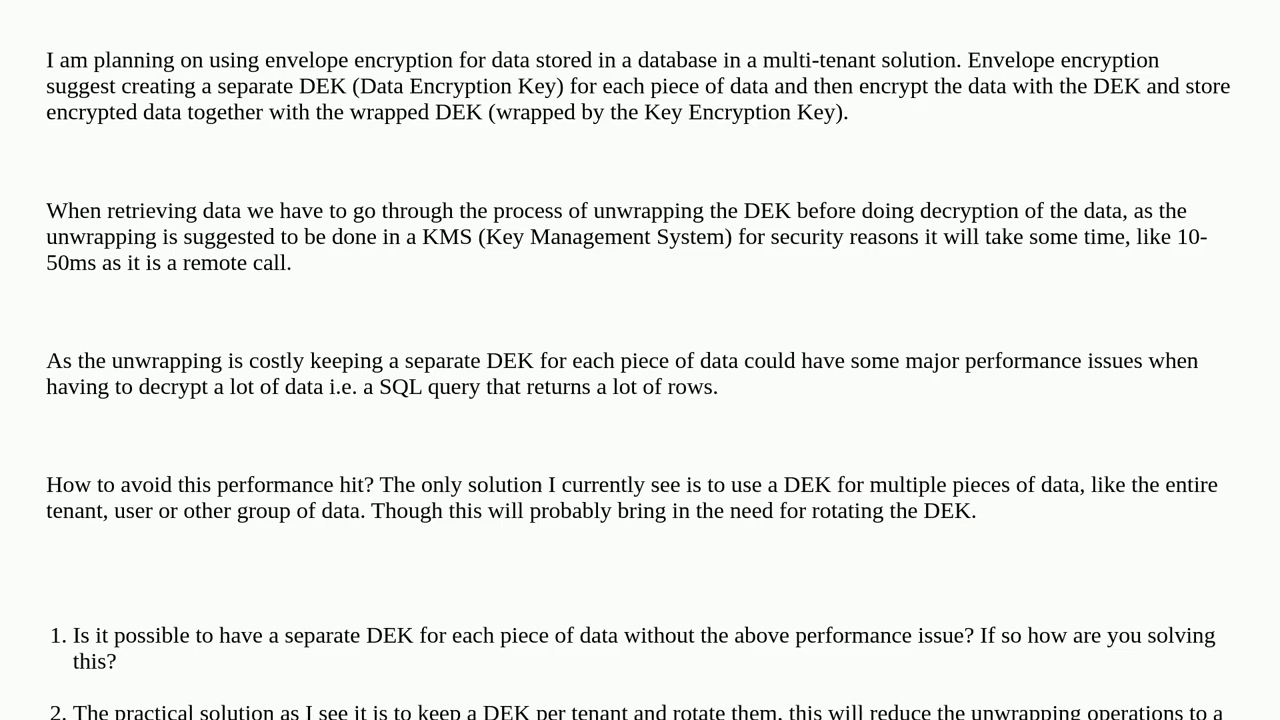 I am planning on using envelope encryption for data stored in a database in a multi-tenant solution. Envelope encryption
suggest creating a separate DEK (Data Encryption Key) for each piece of data and then encrypt the data with the DEK and store
encrypted data together with the wrapped DEK (wrapped by the Key Encryption Key).
When retrieving data we have to go through the process of unwrapping the DEK before doing decryption of the data, as the
unwrapping is suggested to be done in a KMS (Key Management System) for security reasons it will take some time, like 10-
50ms as it is a remote call.
As the unwrapping is costly keeping a separate DEK for each piece of data could have some major performance issues when
having to decrypt a lot of data i.e. a SQL query that returns a lot of rows.
How to avoid this performance hit? The only solution I currently see is to use a DEK for multiple pieces of data, like the entire
tenant, user or other group of data. Though this will probably bring in the need for rotating the DEK.
1. Is it possible to have a separate DEK for each piece of data without the above performance issue? If so how are you solving
this?
2. The practical solution as I see it is to keep a DEK per tenant and rotate them, this will reduce the unwrapping operations to a